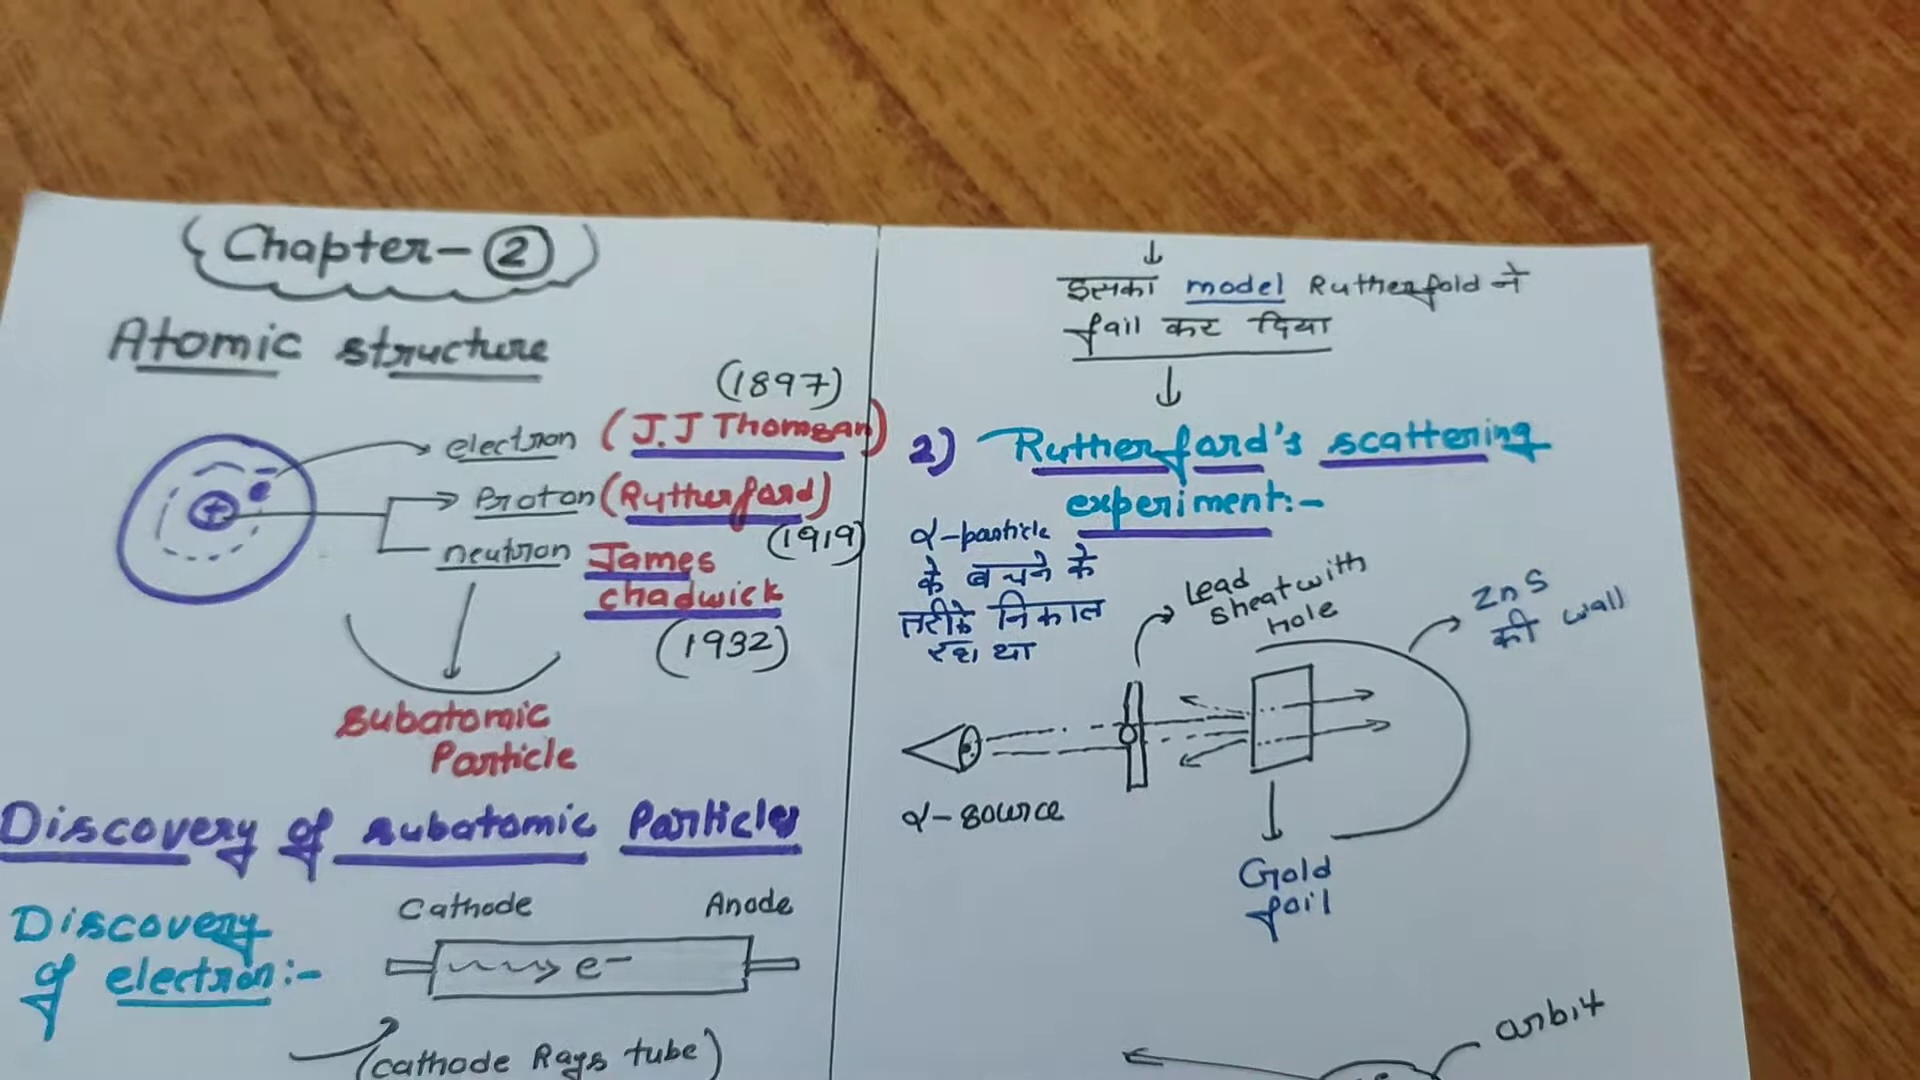 Chapter- 2
Atomic structure
(1897)
electron (J.J Thomsan)
Proton (Rutherfard)
(1919)
neutron James
chadwick
(1932)
subatomic
Particle
Discovery of subatomic Particles
Discovery
of electron:-
Cathode Anode
e-
(cathode Rays tube)
इसका model Rutherfold ने
fail कर दिया
2) Rutherfard's scattering
experiment:-
α-particle
के बचने के
तरीके निकाल
रहा था
Lead
sheat with
hole
ZnS
की wall
α-source
Gold
foil
orbit